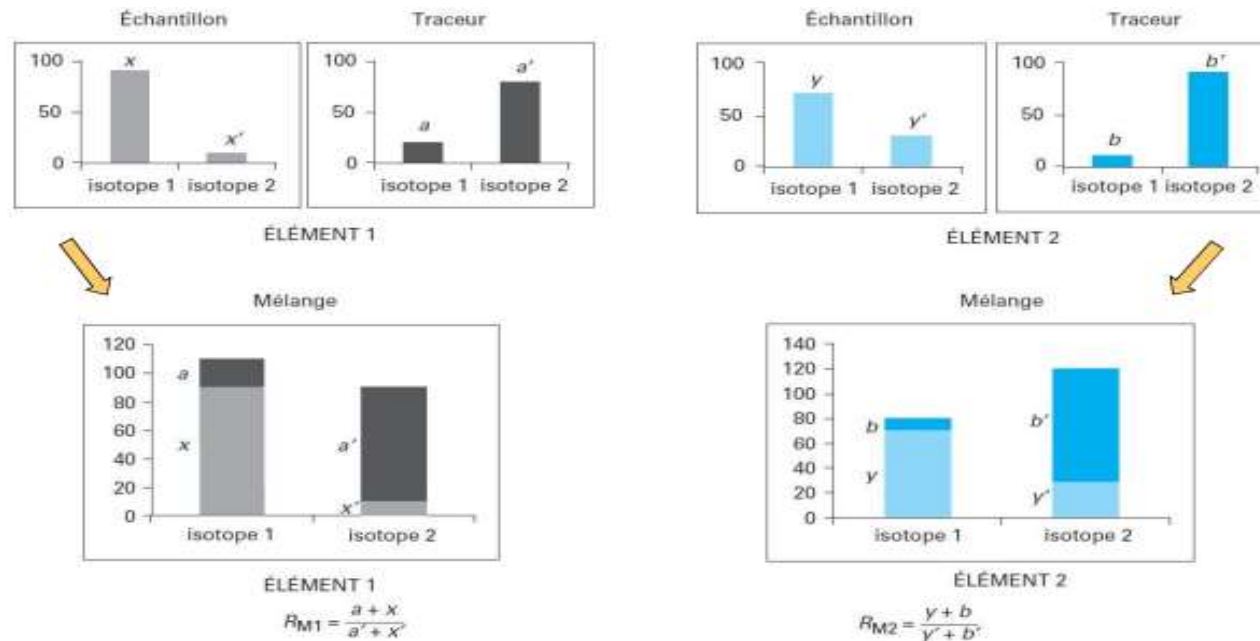 Échantillon
Traceur
100
50
0
x
x'
isotope 1 isotope 2
100
50
0
a
a'
isotope 1 isotope 2
ÉLÉMENT 1
Échantillon
Traceur
100
50
0
y
y'
isotope 1 isotope 2
100
50
0
b
b'
isotope 1 isotope 2
ÉLÉMENT 2
Mélange
120
100
80
60
40
20
0
a
x
a'
x'
isotope 1 isotope 2
ÉLÉMENT 1
R_M1 = (a + x) / (a' + x')
Mélange
140
120
100
80
60
40
20
0
b
y
b'
y'
isotope 1 isotope 2
ÉLÉMENT 2
R_M2 = (y + b) / (y' + b')